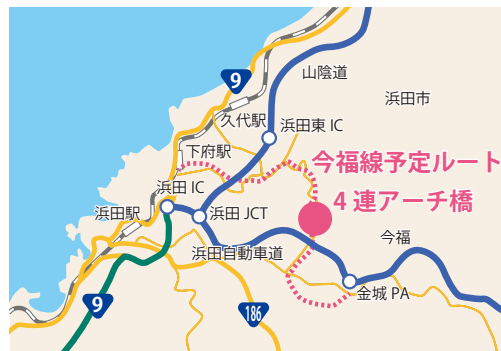 9
山陰道
浜田市
久代駅
浜田東 IC
下府駅
今福線予定ルート
浜田 IC
4 連アーチ橋
浜田駅
浜田 JCT
今福
浜田自動車道
金城 PA
9
186